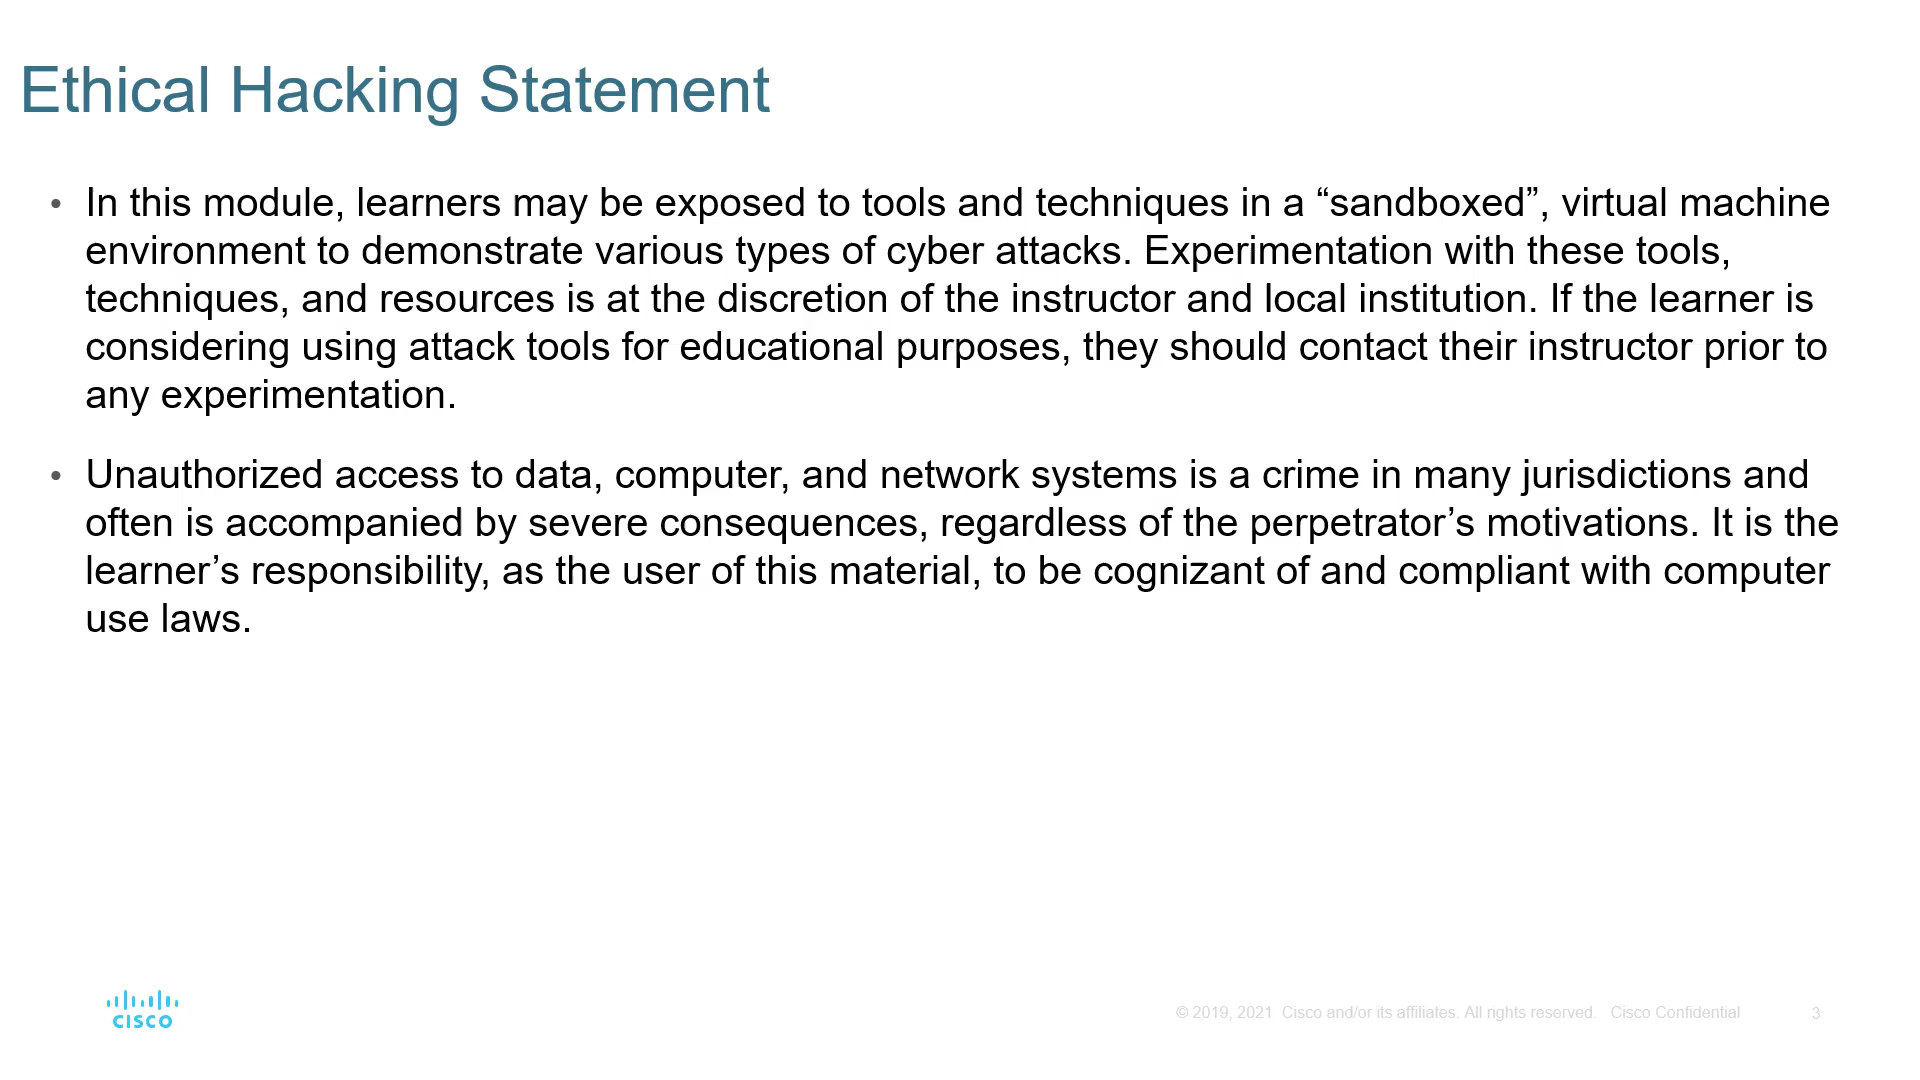 Ethical Hacking Statement
• In this module, learners may be exposed to tools and techniques in a “sandboxed”, virtual machine
environment to demonstrate various types of cyber attacks. Experimentation with these tools,
techniques, and resources is at the discretion of the instructor and local institution. If the learner is
considering using attack tools for educational purposes, they should contact their instructor prior to
any experimentation.
• Unauthorized access to data, computer, and network systems is a crime in many jurisdictions and
often is accompanied by severe consequences, regardless of the perpetrator’s motivations. It is the
learner’s responsibility, as the user of this material, to be cognizant of and compliant with computer
use laws.
CISCO
© 2019, 2021 Cisco and/or its affiliates. All rights reserved. Cisco Confidential 3